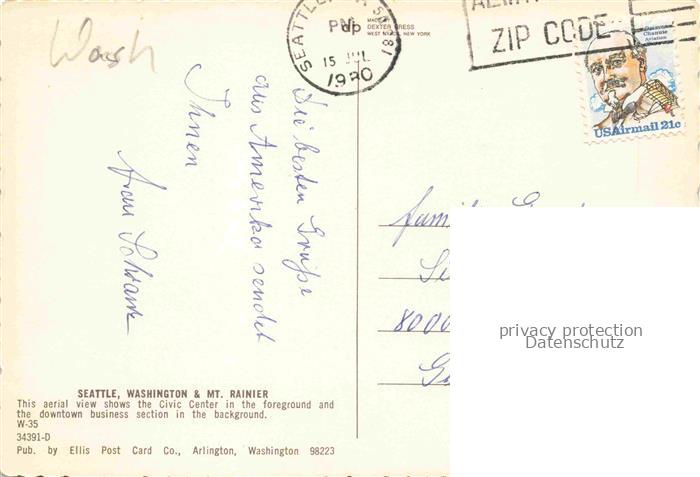 Wash
SEATTLE, WA
PM
15 JUL
1980
MADE
DEXTER PRESS
WEST NYACK, NEW YORK
ZIP CODE
Octave
Chanute
Aviation
USAirmail 21c
Die besten Grüße
aus Amerika sendet
Ihnen
Frau Schrank
Familie
8000
privacy protection
Datenschutz
SEATTLE, WASHINGTON & MT. RAINIER
This aerial view shows the Civic Center in the foreground and
the downtown business section in the background.
W-35
34391-D
Pub. by Ellis Post Card Co., Arlington, Washington 98223